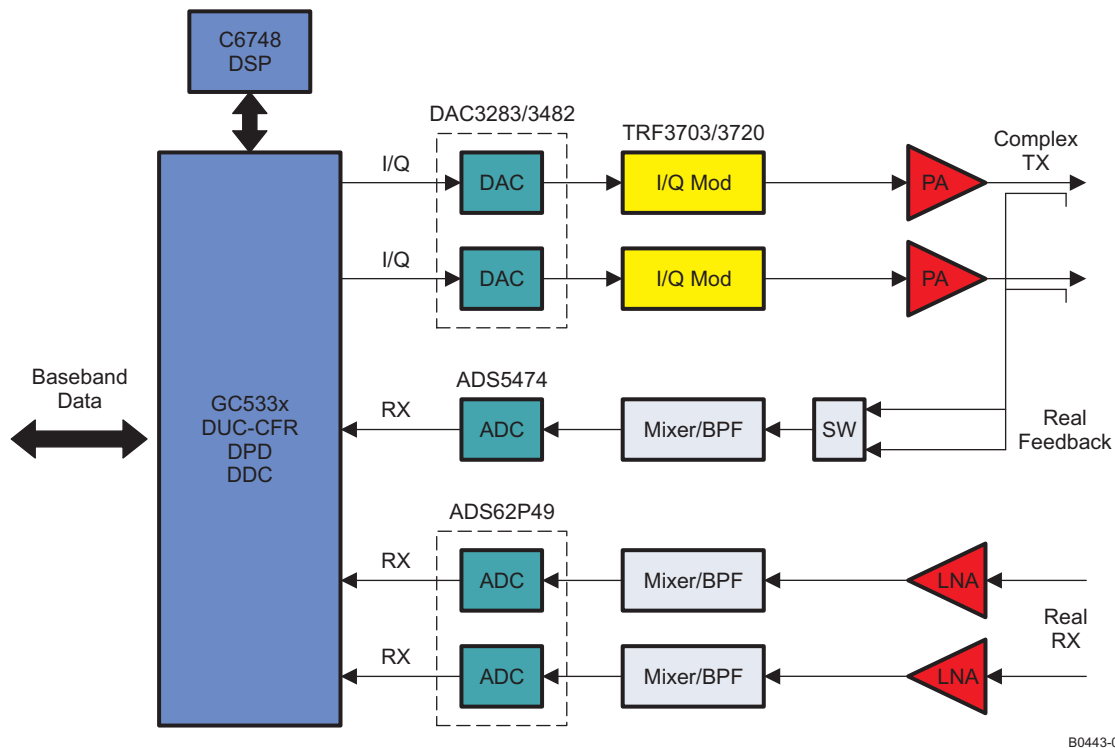 C6748
DSP
DAC3283/3482
TRF3703/3720
Complex
TX
I/Q
DAC
I/Q Mod
PA
I/Q
DAC
I/Q Mod
PA
Baseband
Data
GC533x
DUC-CFR
DPD
DDC
ADS5474
RX
ADC
Mixer/BPF
SW
Real
Feedback
ADS62P49
RX
ADC
Mixer/BPF
LNA
Real
RX
RX
ADC
Mixer/BPF
LNA